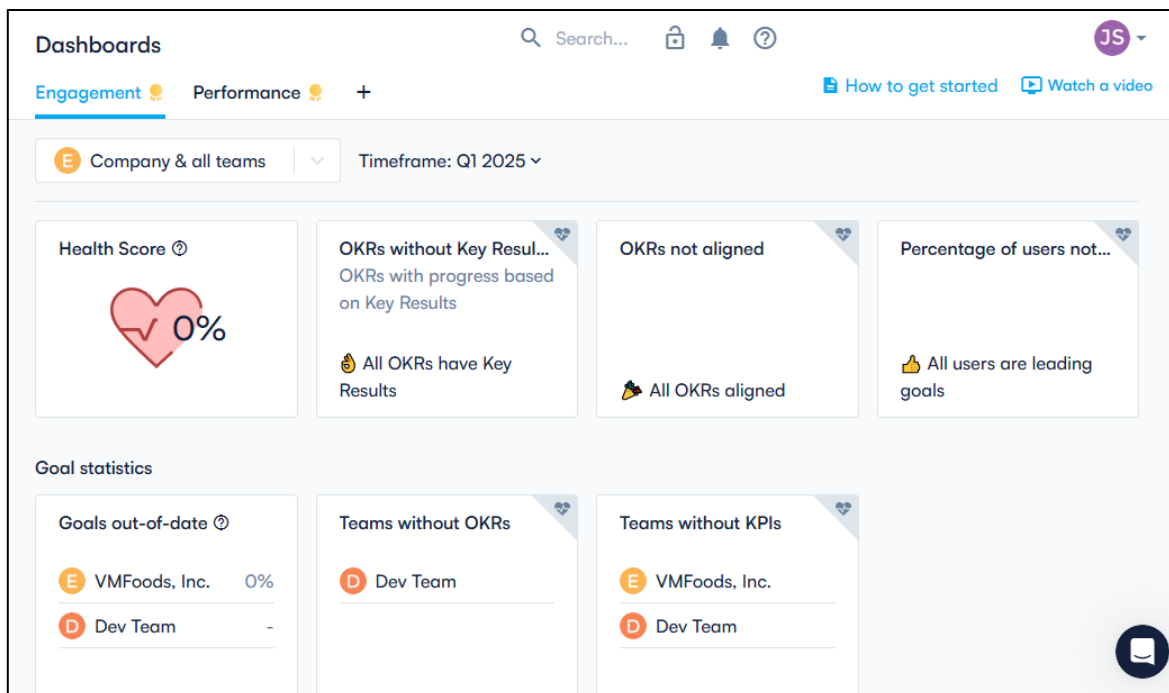 Dashboards
Search...
JS
Engagement
Performance
+
How to get started
Watch a video
E Company & all teams
Timeframe: Q1 2025
Health Score
0%
OKRs without Key Resul...
OKRs with progress based
on Key Results
👌 All OKRs have Key
Results
OKRs not aligned
🎉 All OKRs aligned
Percentage of users not...
👍 All users are leading
goals
Goal statistics
Goals out-of-date
E VMFoods, Inc. 0%
D Dev Team -
Teams without OKRs
D Dev Team
Teams without KPIs
E VMFoods, Inc.
D Dev Team